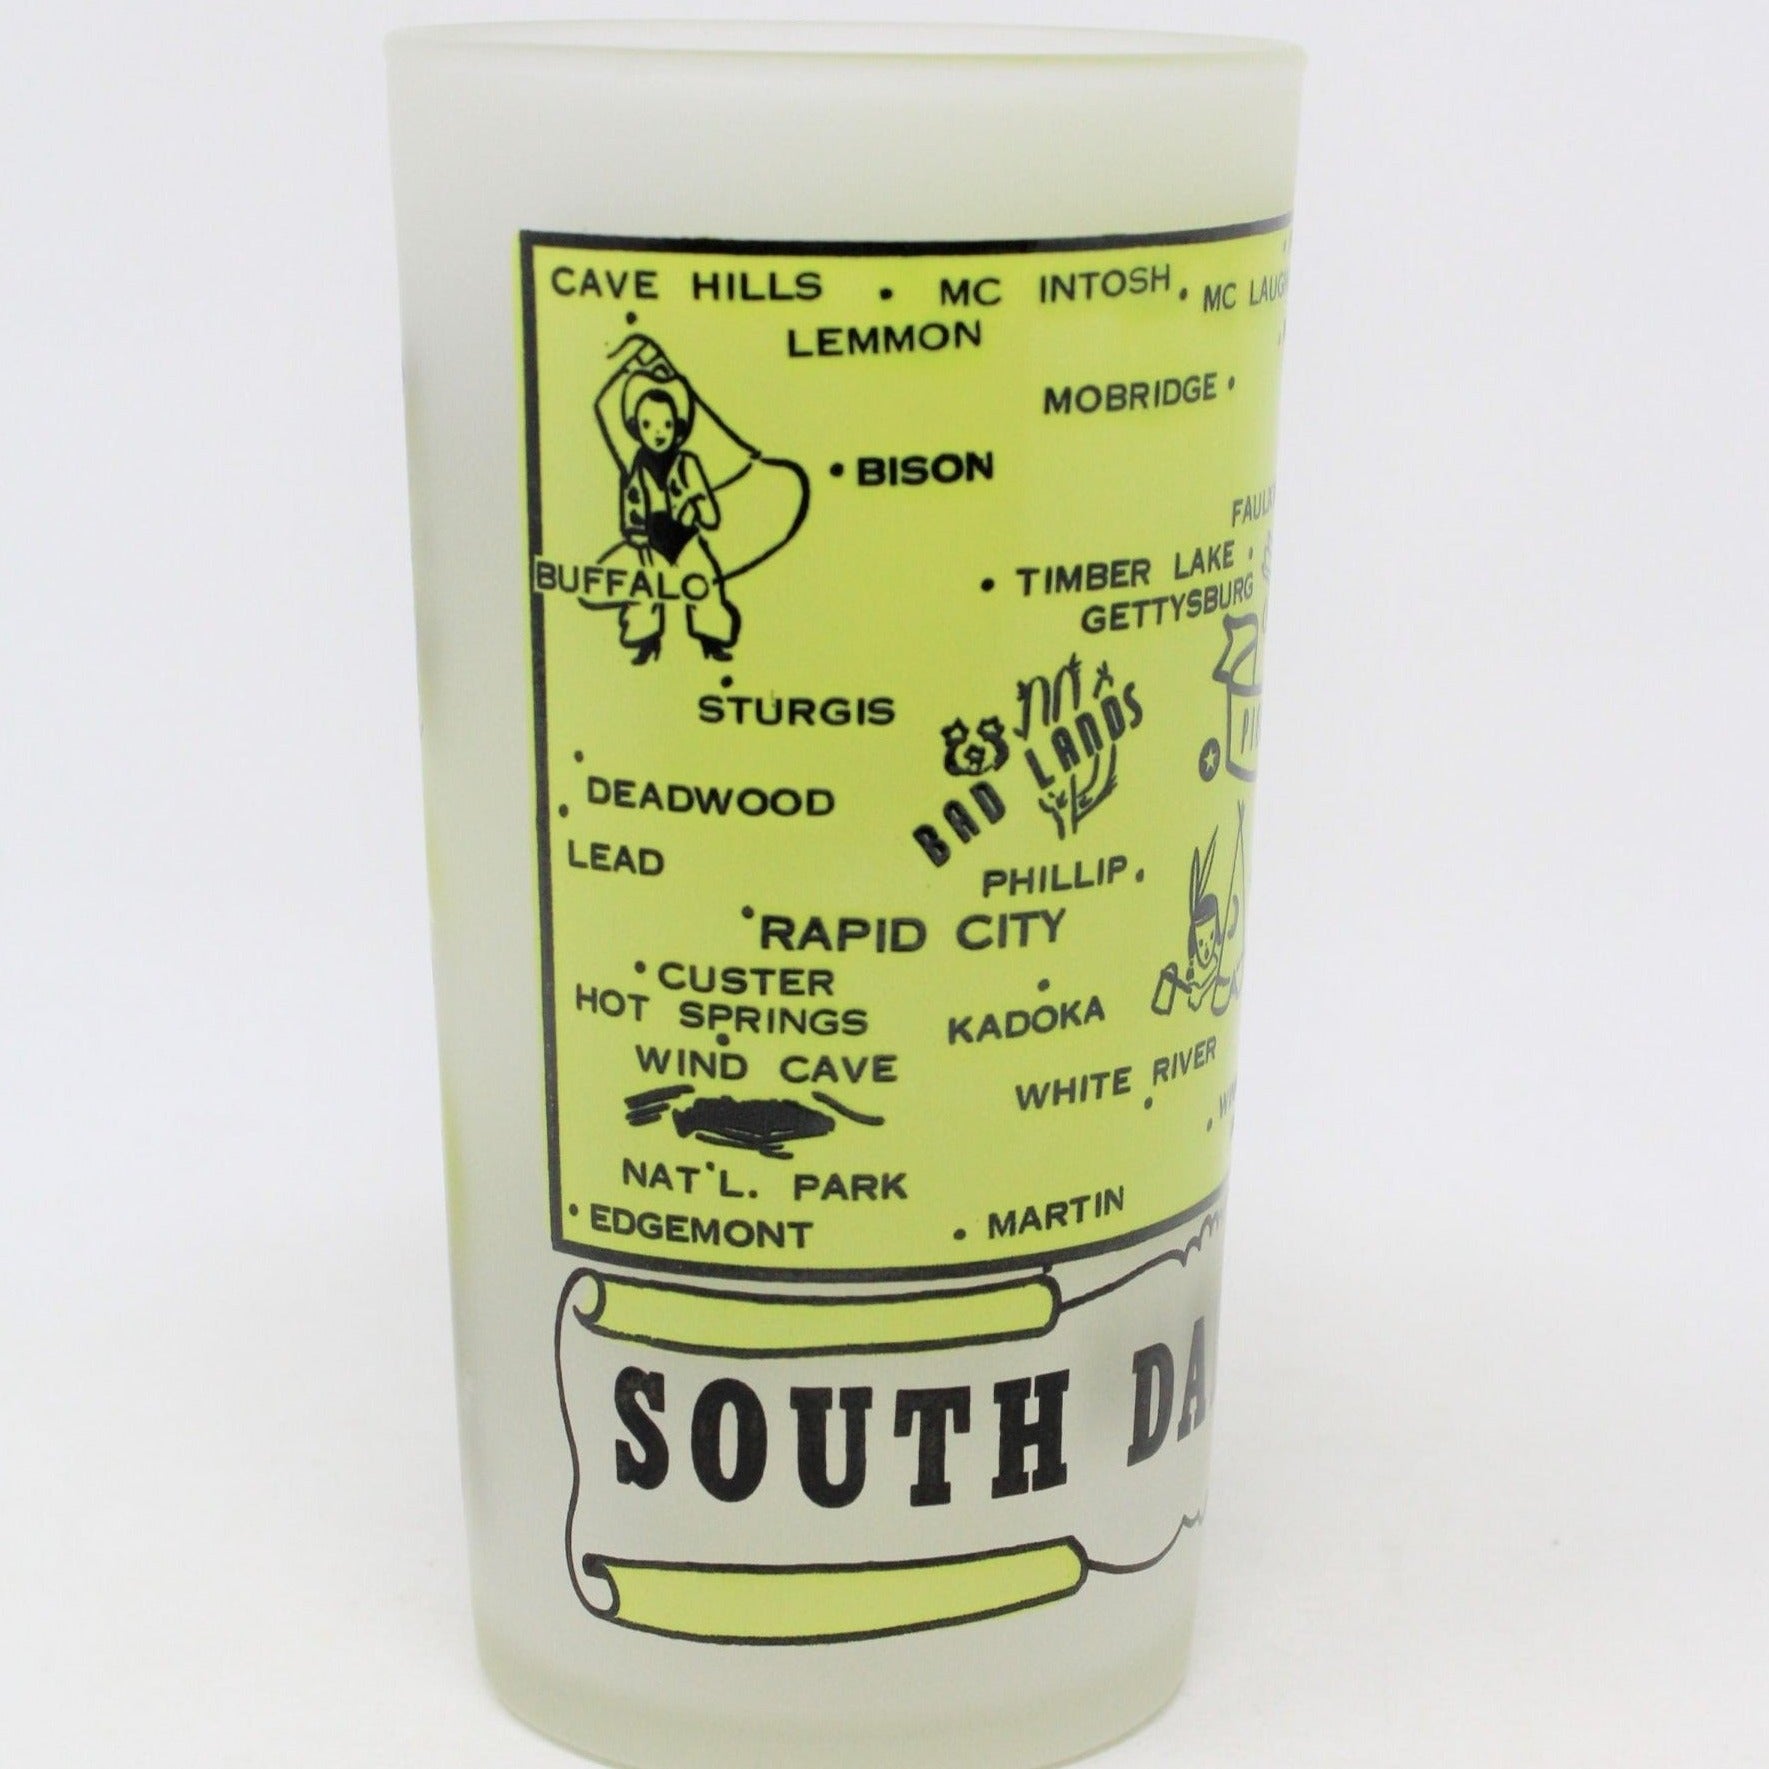 CAVE HILLS
MC INTOSH
LEMMON
MOBRIDGE
BISON
TIMBER LAKE
BUFFALO
GETTYSBURG
STURGIS
BAD LANDS
DEADWOOD
LEAD
PHILLIP
RAPID CITY
CUSTER
HOT SPRINGS
KADOKA
WIND CAVE
WHITE RIVER
NAT'L. PARK
EDGEMONT
MARTIN
SOUTH